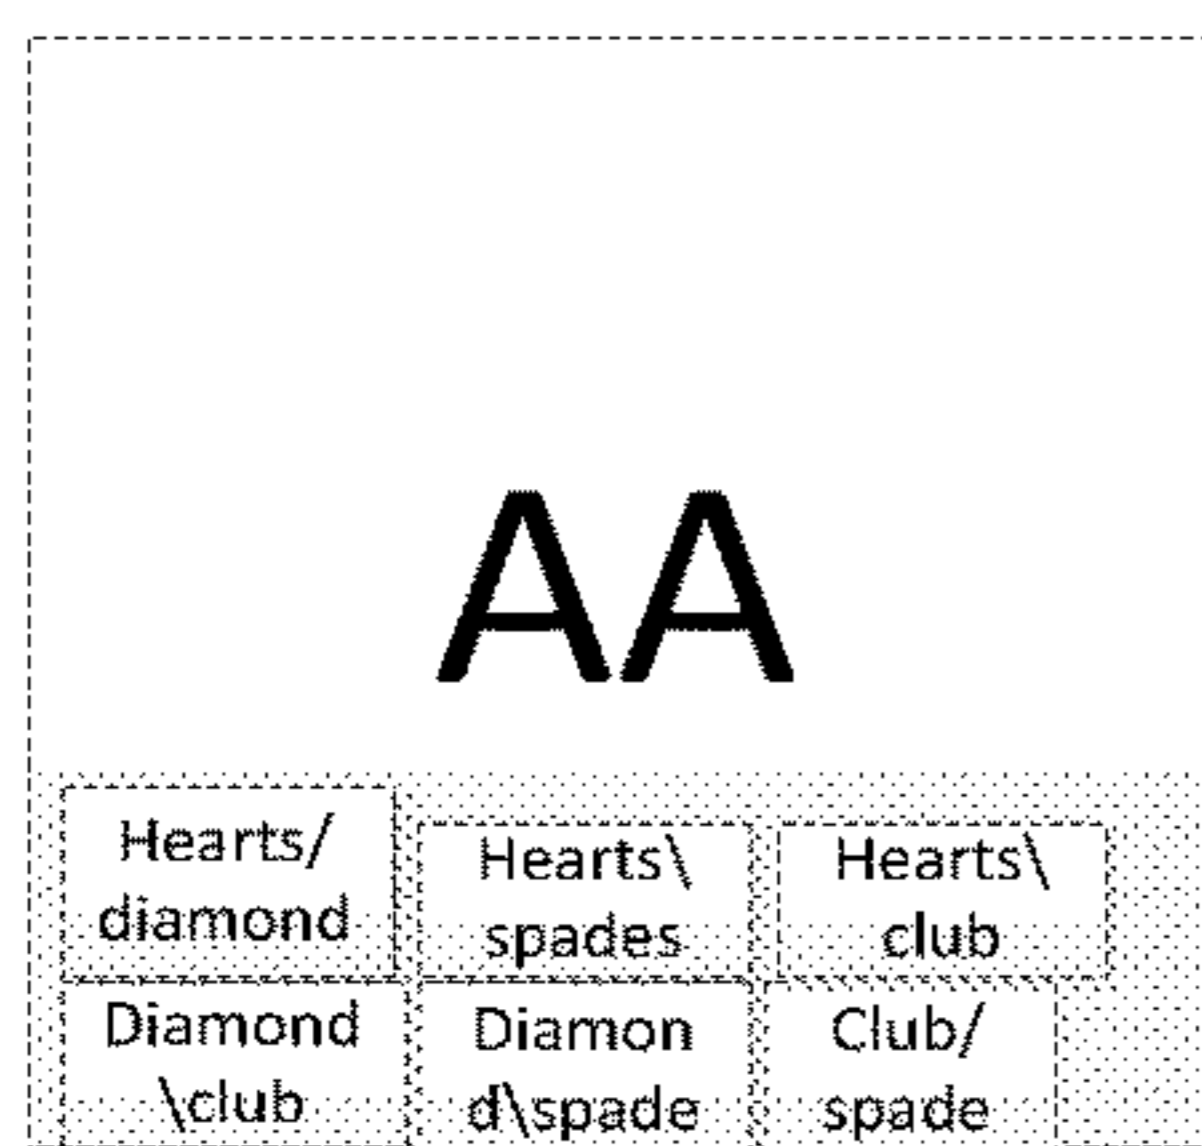 AA
Hearts/
diamond
Hearts\
spades
Hearts\
club
Diamond
\club
Diamon
d\spade
Club/
spade